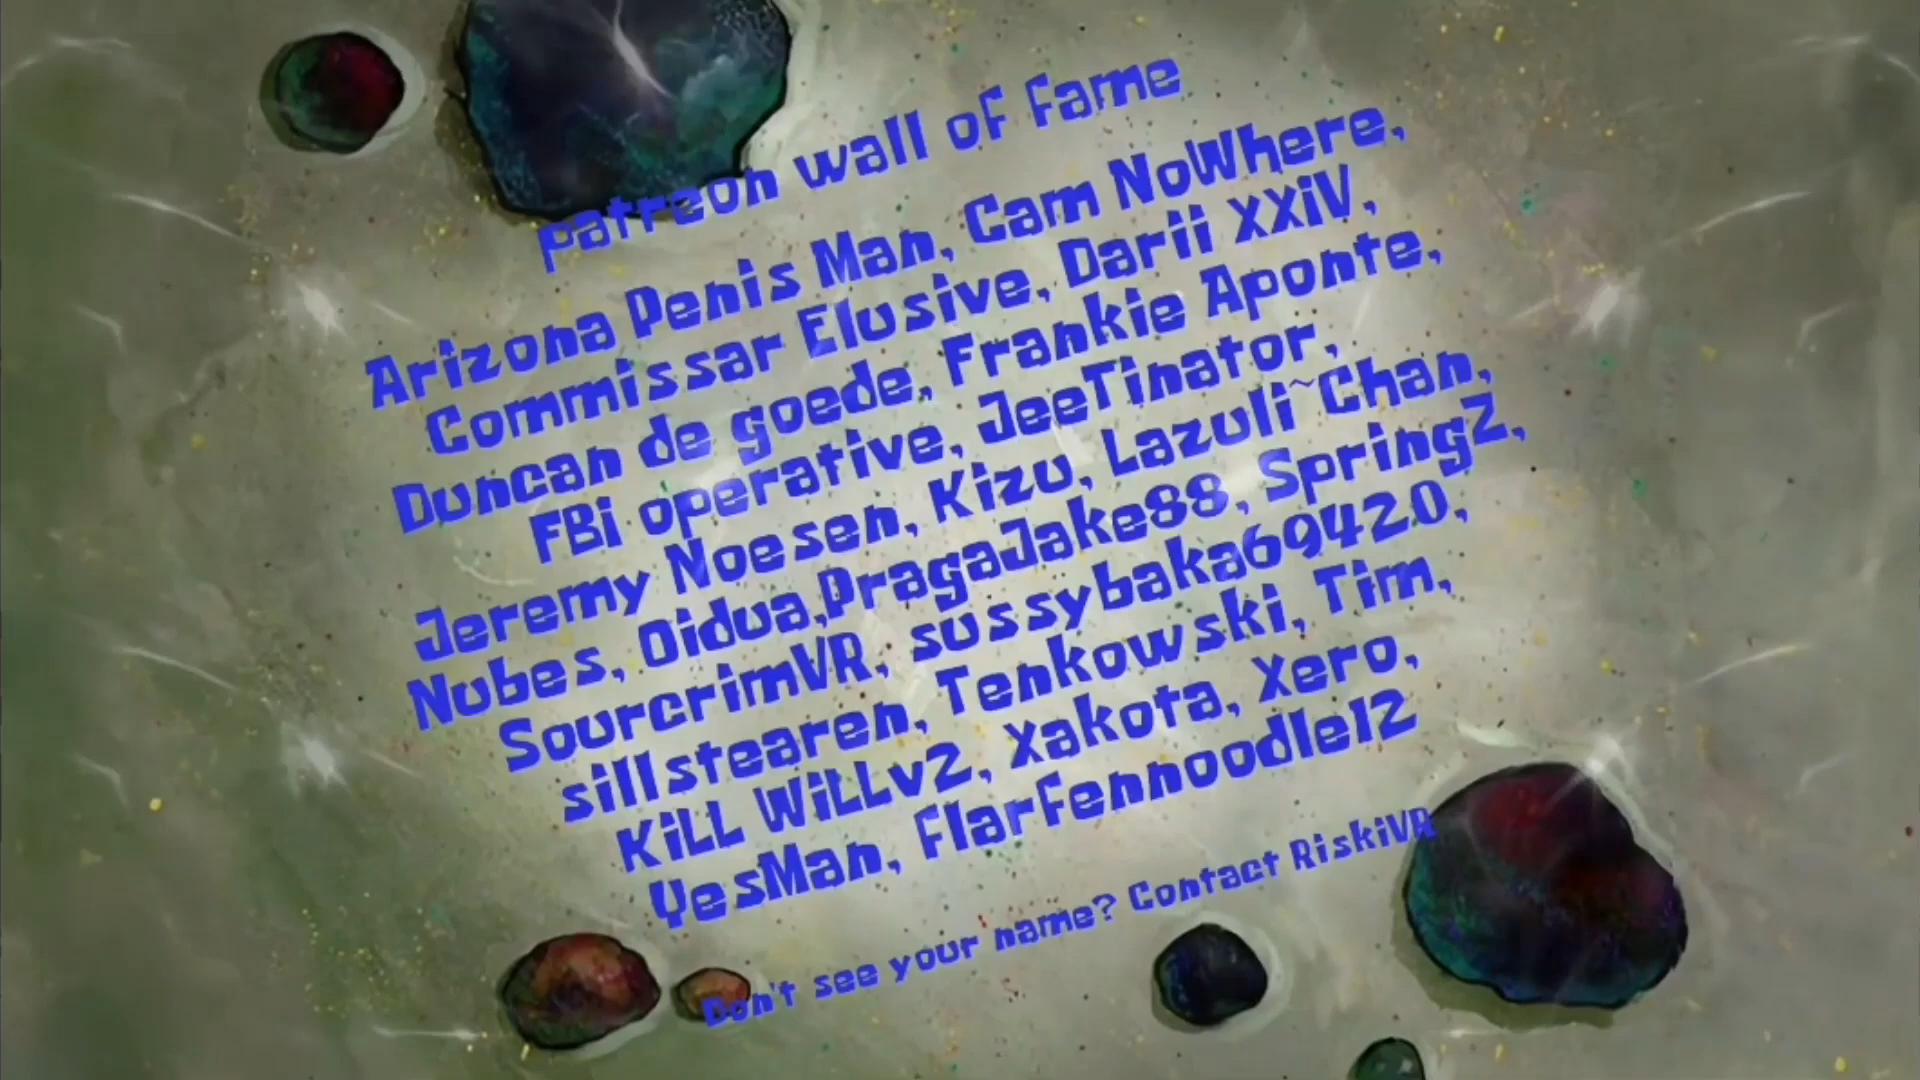 patreon wall of fame
Arizona Penis Man, Cam NoWhere,
Commissar Elusive, Darii XXiV,
Duncan de goede, Frankie Aponte,
FBi operative, JeeTinator,
Jeremy Noesen, Kizu, Lazuli~Chan,
Nubes, Oidua,PragaJake88, SpringZ,
SourcrimVR, sussybaka69420,
sillstearen, Tenkowski, Tim,
KiLL WiLLv2, Xakota, Xero,
YesMan, Flarfennoodle12
Don't see your name? Contact RiskiVR